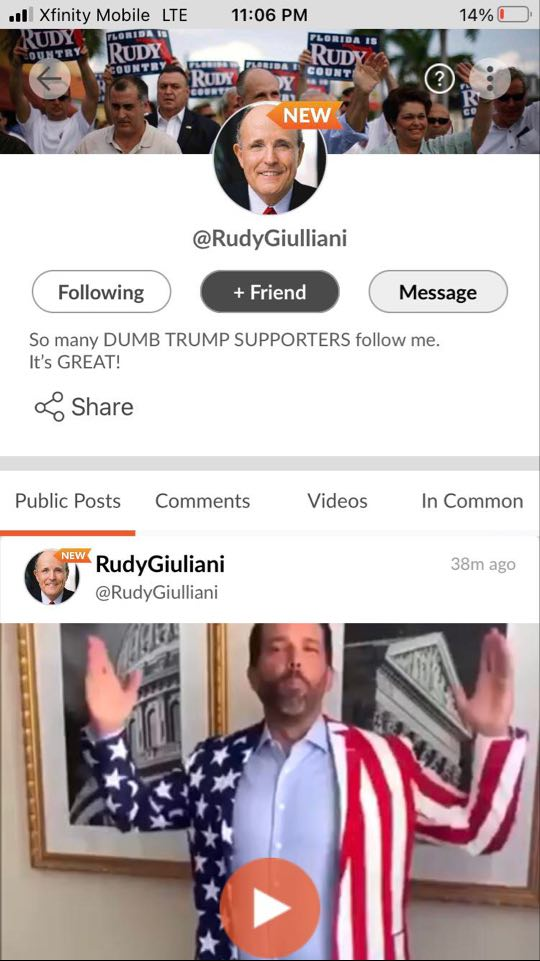 Xfinity Mobile LTE 11:06 PM 14%
RUDY
COUNTRY
FLORIDA IS
RUDY
COUNTRY
RUDY
FLORIDA IS
RUDY
COUNTRY
?
NEW
@RudyGiulliani
Following
+ Friend
Message
So many DUMB TRUMP SUPPORTERS follow me.
It's GREAT!
Share
Public Posts Comments Videos In Common
NEW
RudyGiuliani
38m ago
@RudyGiulliani